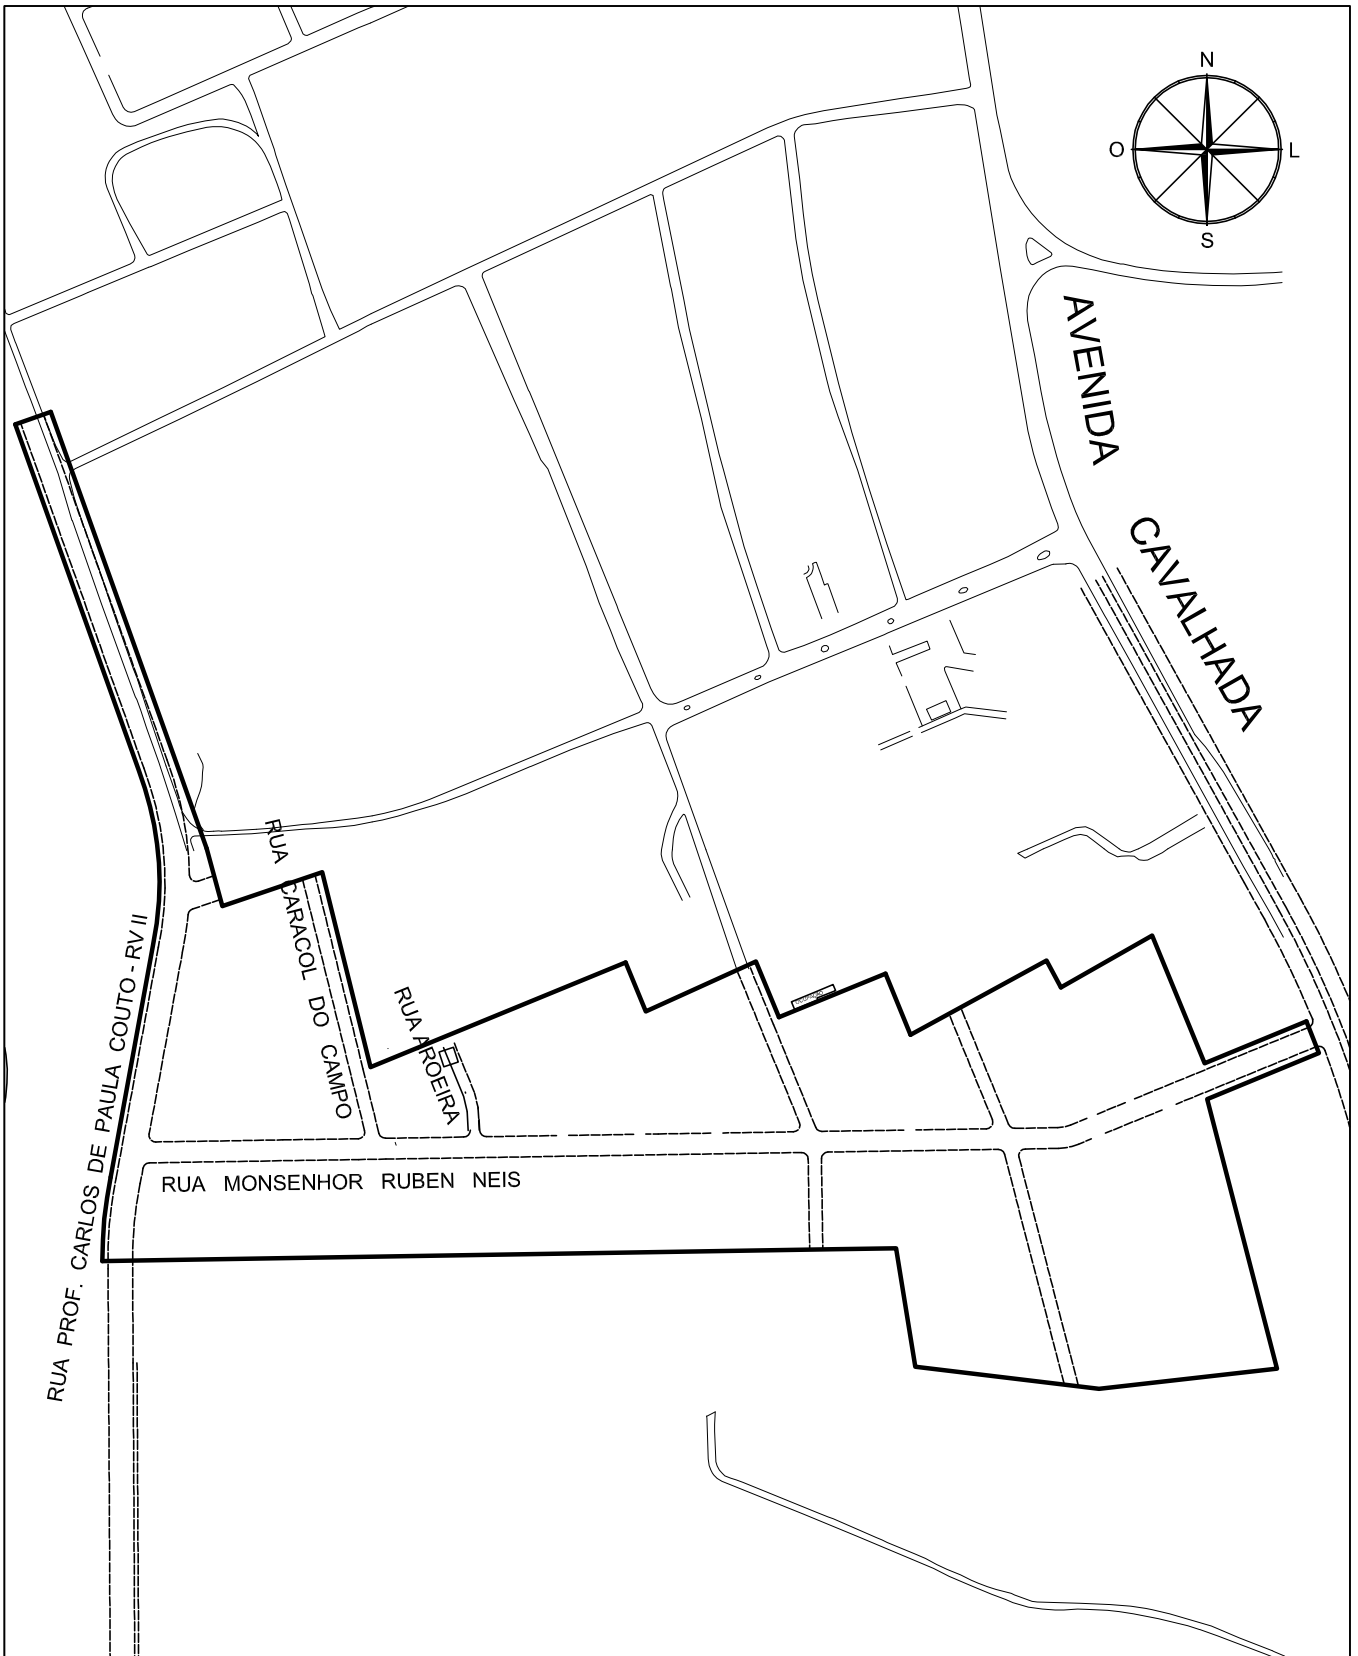 N
O
L
S
AVENIDA
CAVALHADA
RUA CARACOL DO CAMPO
RUA AROEIRA
RUA PROF. CARLOS DE PAULA COUTO - RV II
RUA MONSENHOR RUBEN NEIS